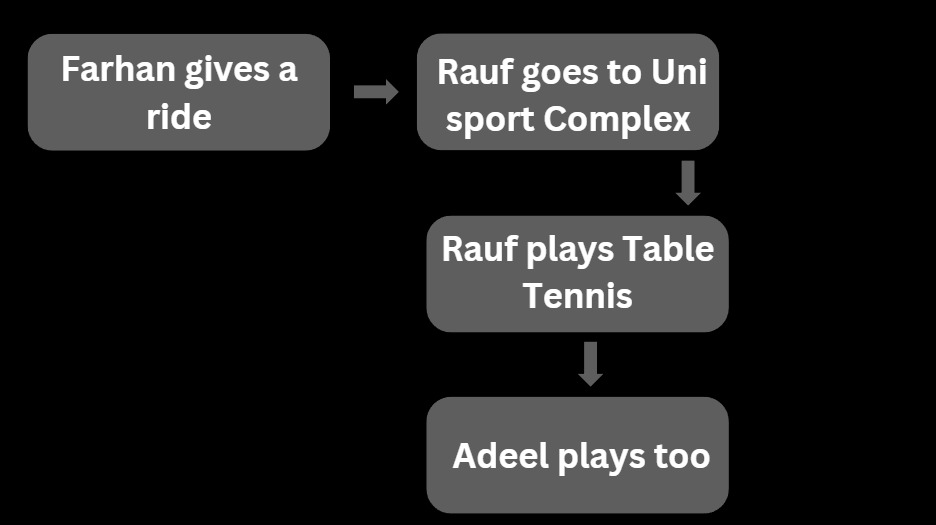 Farhan gives a
ride
Rauf goes to Uni
sport Complex
Rauf plays Table
Tennis
Adeel plays too